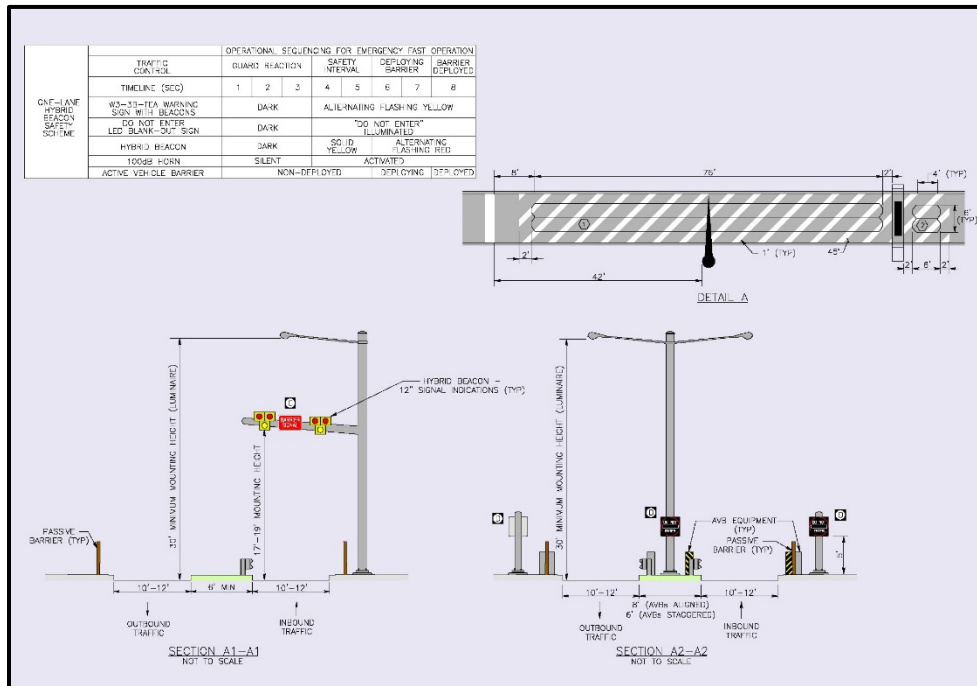 OPERATIONAL SEQUENCING FOR EMERGENCY FAST OPERATION
ONE-LANE
HYBRID
BEACON
SAFETY
SCHEME
TRAFFIC
CONTROL
GUARD REACTION
SAFETY
INTERVAL
DEPLOYING
BARRIER
BARRIER
DEPLOYED
TIMELINE (SEC) 1 2 3 4 5 6 7 8
SIGN WITH BEACONS
DARK
ALTERNATING FLASHING YELLOW
DO NOT ENTER
LED BLANK-OUT SIGN
DARK
"DO NOT ENTER"
ILLUMINATED
HYBRID BEACON
DARK
SOLID
YELLOW
ALTERNATING
FLASHING RED
100dB HORN SILENT ACTIVATED
ACTIVE VEHICLE BARRIER NON-DEPLOYED DEPLOYING DEPLOYED
8' 75' 2' 4' (TYP)
1
2
6'
(TYP)
2' 1' (TYP) 45° 2' 6' 2'
42'
DETAIL A
30' MINIMUM MOUNTING HEIGHT (LUMINAIRE)
C
HYBRID BEACON -
12" SIGNAL INDICATIONS (TYP)
17'-19' MOUNTING HEIGHT
PASSIVE
BARRIER (TYP)
10'-12' 6' MIN 10'-12'
OUTBOUND
TRAFFIC
INBOUND
TRAFFIC
SECTION A1-A1
NOT TO SCALE
30' MINIMUM MOUNTING HEIGHT (LUMINAIRE)
D
D
AVB EQUIPMENT
(TYP)
PASSIVE
BARRIER (TYP)
5'
10'-12'
8' (AVBs ALIGNED)
6' (AVBs STAGGERED)
10'-12'
OUTBOUND
TRAFFIC
INBOUND
TRAFFIC
SECTION A2-A2
NOT TO SCALE